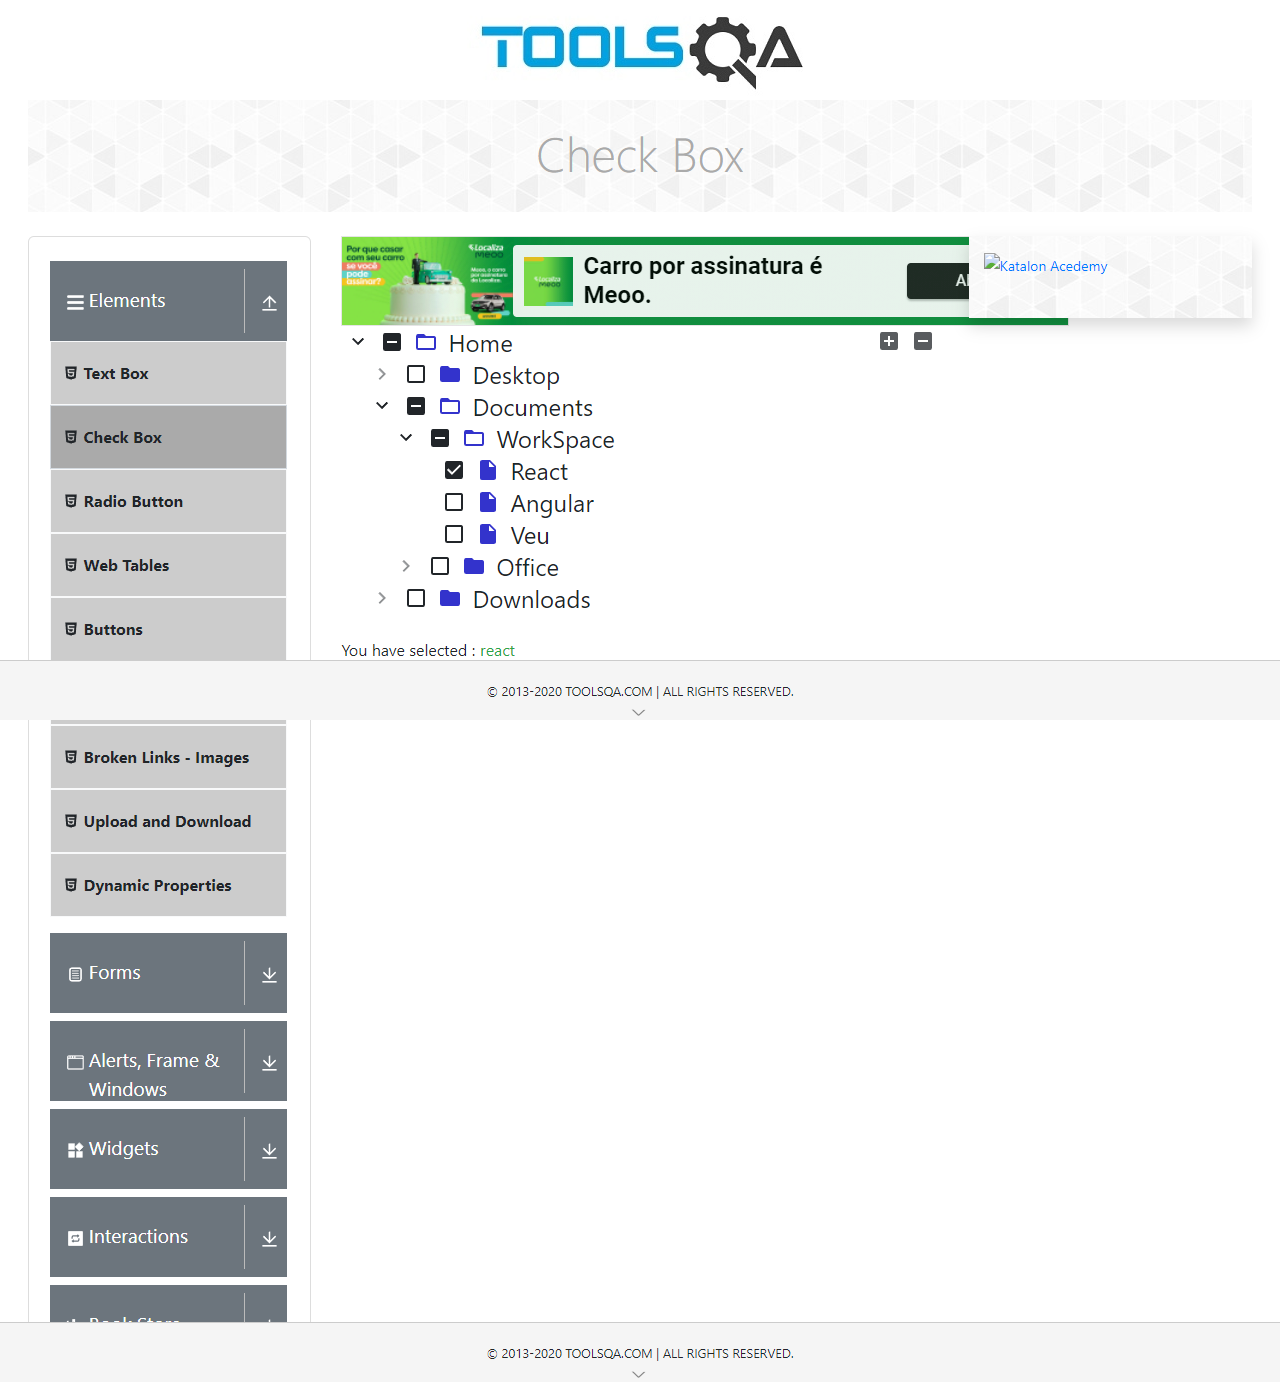 TOOLSQA
Check Box
Elements
Text Box
Check Box
Radio Button
Web Tables
Buttons
Por que casar
com seu carro
se você
pode
assinar?
Localiza
Meoo
Carro por assinatura é
Meoo.
Katalon Acedemy
Home
Desktop
Documents
WorkSpace
React
Angular
Veu
Office
Downloads
You have selected : react
© 2013-2020 TOOLSQA.COM | ALL RIGHTS RESERVED.
Broken Links - Images
Upload and Download
Dynamic Properties
Forms
Alerts, Frame &
Windows
Widgets
Interactions
Book Store
© 2013-2020 TOOLSQA.COM | ALL RIGHTS RESERVED.